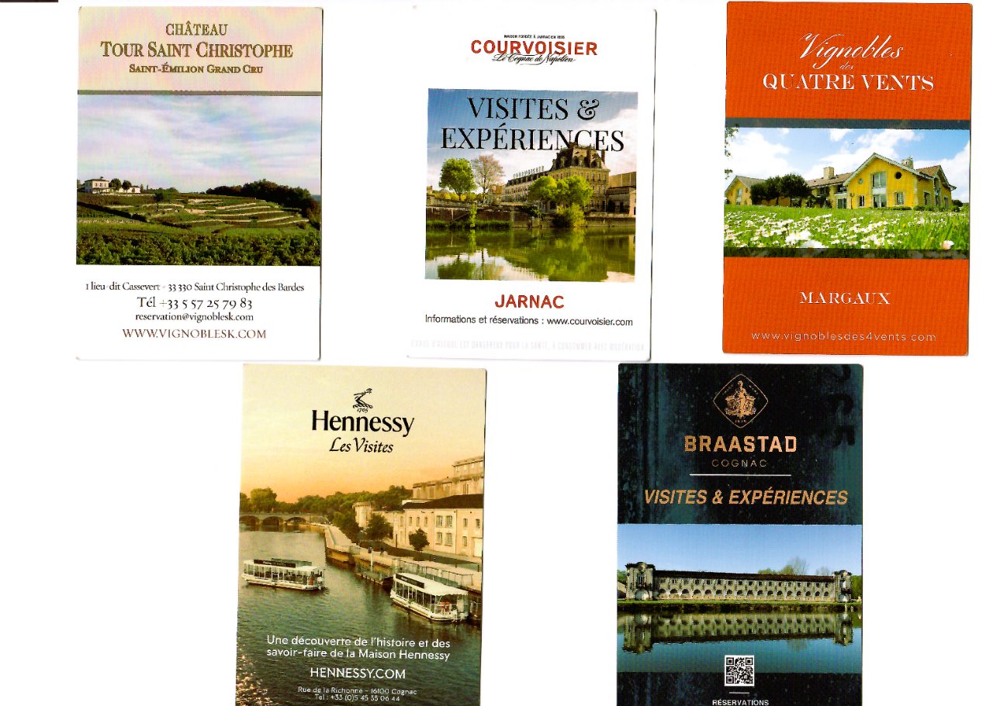 CHÂTEAU
TOUR SAINT CHRISTOPHE
SAINT-ÉMILION GRAND CRU
1 lieu-dit Cassevert - 33 330 Saint Christophe des Bardes
Tél +33 5 57 25 79 83
reservation@vignoblesk.com
WWW.VIGNOBLESK.COM
MAISON FONDÉE À JARNAC EN 1828
COURVOISIER
Le Cognac de Napoléon
VISITES &
EXPÉRIENCES
COURVOISIER
JARNAC
Informations et réservations : www.courvoisier.com
L'ABUS D'ALCOOL EST DANGEREUX POUR LA SANTÉ, À CONSOMMER AVEC MODÉRATION.
Vignobles
des
QUATRE VENTS
MARGAUX
www.vignoblesdes4vents.com
1765
Hennessy
Les Visites
Une découverte de l'histoire et des
savoir-faire de la Maison Hennessy
HENNESSY.COM
Rue de la Richonne - 16100 Cognac
Tel : +33 (0)5 45 35 06 44
BRAASTAD
COGNAC
VISITES & EXPÉRIENCES
RÉSERVATIONS